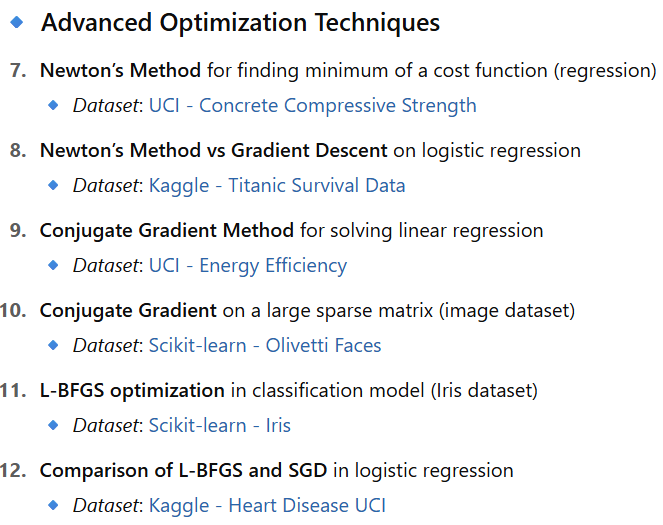 Advanced Optimization Techniques
7. Newton's Method for finding minimum of a cost function (regression)
Dataset: UCI - Concrete Compressive Strength
8. Newton's Method vs Gradient Descent on logistic regression
Dataset: Kaggle - Titanic Survival Data
9. Conjugate Gradient Method for solving linear regression
Dataset: UCI - Energy Efficiency
10. Conjugate Gradient on a large sparse matrix (image dataset)
Dataset: Scikit-learn - Olivetti Faces
11. L-BFGS optimization in classification model (Iris dataset)
Dataset: Scikit-learn - Iris
12. Comparison of L-BFGS and SGD in logistic regression
Dataset: Kaggle - Heart Disease UCI